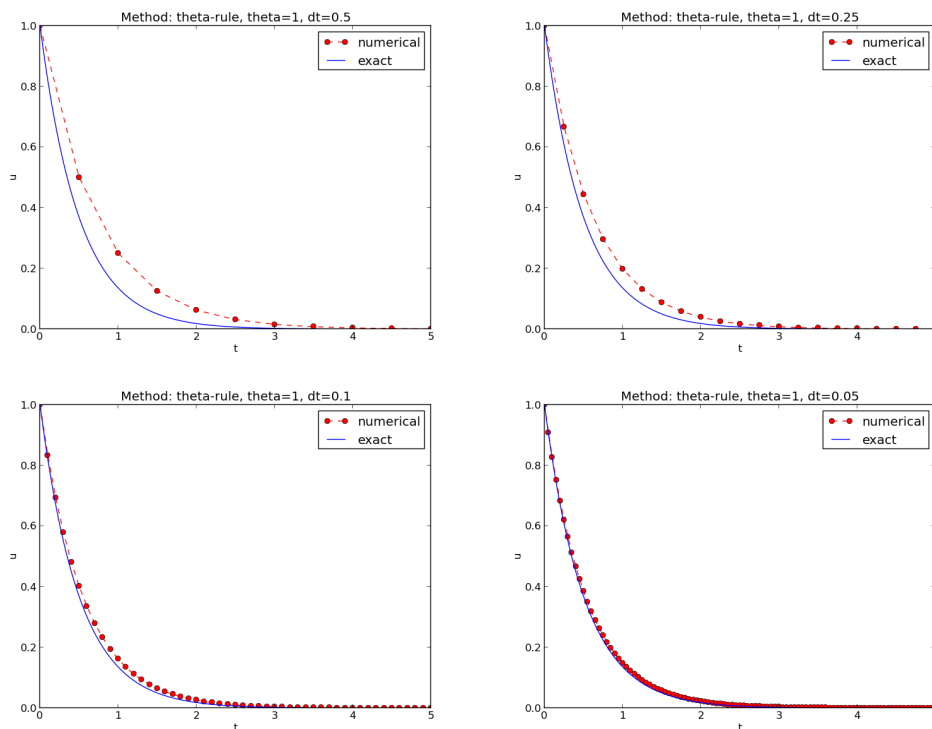 Method: theta-rule, theta=1, dt=0.5
numerical
exact
1.0
0.8
0.6
0.4
0.2
0.0
u
0 1 2 3 4 5
t
Method: theta-rule, theta=1, dt=0.25
numerical
exact
1.0
0.8
0.6
0.4
0.2
0.0
u
0 1 2 3 4
t
Method: theta-rule, theta=1, dt=0.1
numerical
exact
1.0
0.8
0.6
0.4
0.2
0.0
u
0 1 2 3 4 5
t
Method: theta-rule, theta=1, dt=0.05
numerical
exact
1.0
0.8
0.6
0.4
0.2
0.0
u
0 1 2 3 4
t